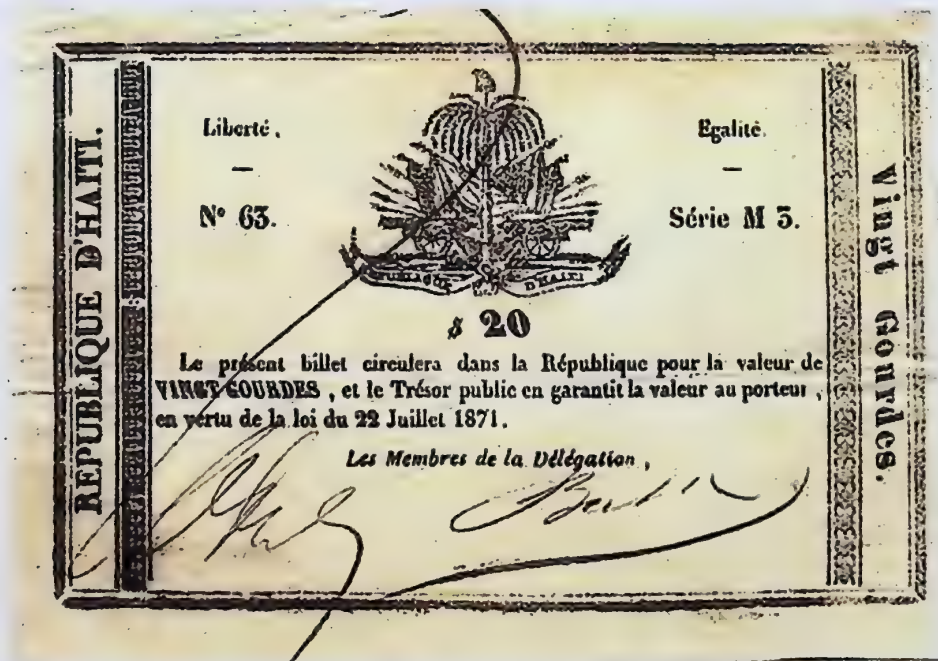 REPUBLIQUE D'HAITI.
Liberté.
Egalité.
N° 63.
Série M 3.
D'HAITI
$ 20
Le présent billet circulera dans la République pour la valeur de
VINGT GOURDES, et le Trésor public en garantit la valeur au porteur,
en vertu de la loi du 22 Juillet 1871.
Les Membres de la Délégation,
Vingt Gourdes.